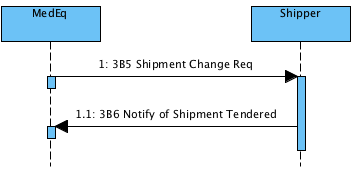 MedEq
Shipper
1: 3B5 Shipment Change Req
1.1: 3B6 Notify of Shipment Tendered